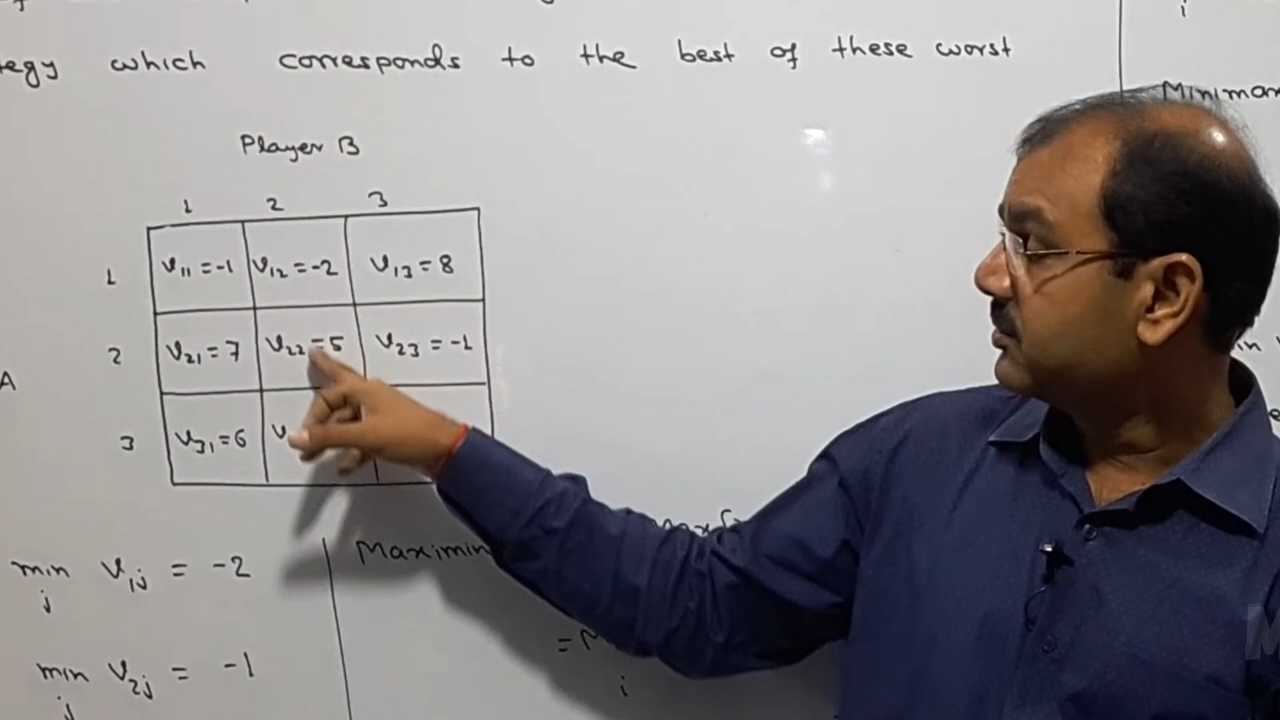 which corresponds to the best of these worst
Minimax
Player B
1 2 3
1 v11 = -1 v12 = -2 v13 = 8
2 v21 = 7 v22 = 5 v23 = -1
A
3 v31 = 6 v
min j v1j = -2
Maximin
min j v2j = -1
= M
i